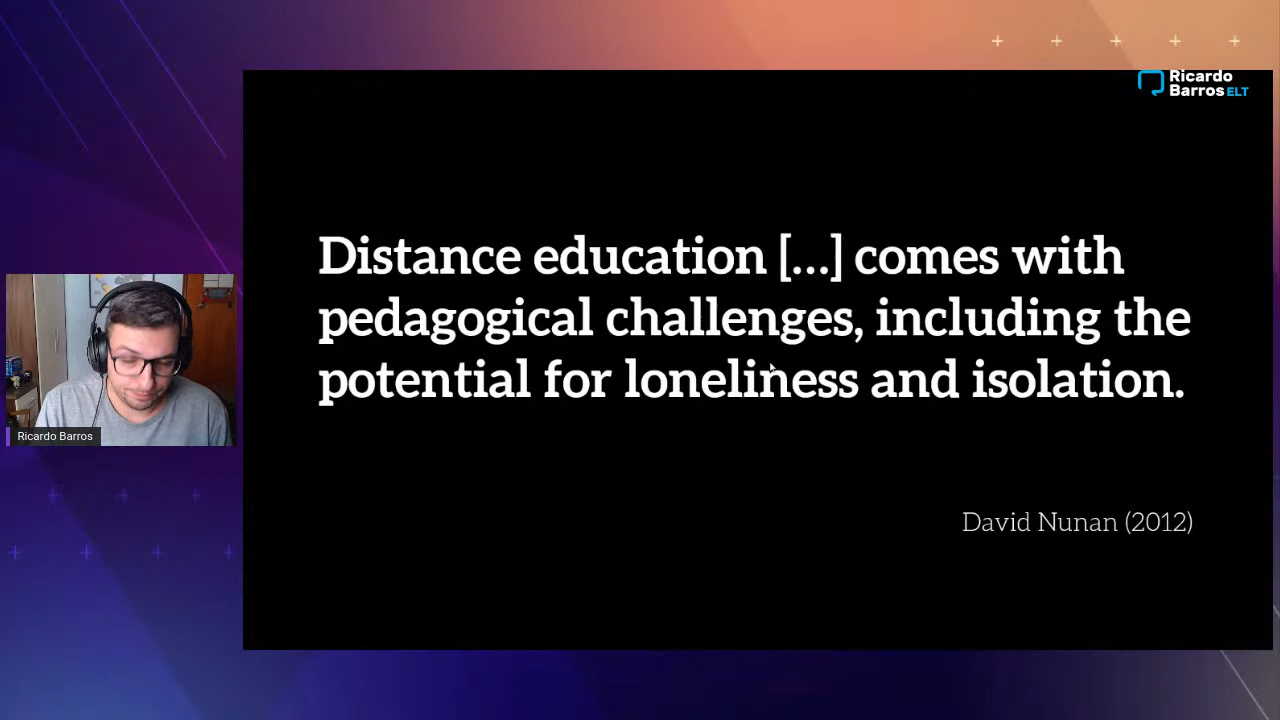 Ricardo
Barros ELT
Distance education [...] comes with
pedagogical challenges, including the
potential for loneliness and isolation.
David Nunan (2012)
Ricardo Barros